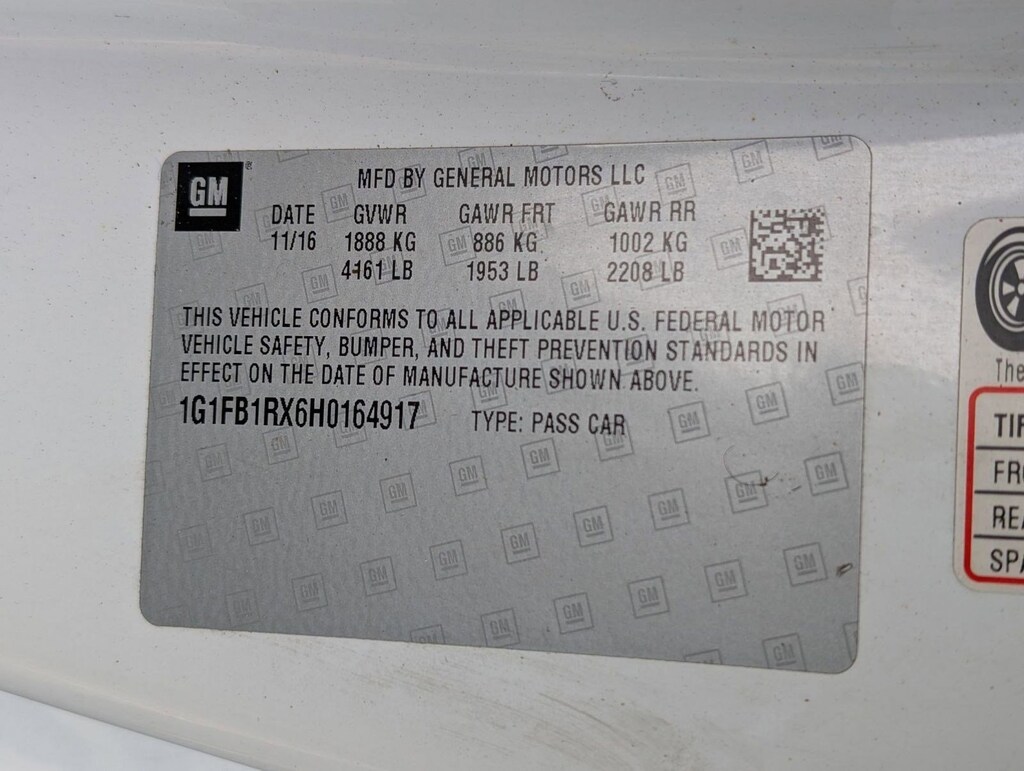 GM
MFD BY GENERAL MOTORS LLC
DATE GVWR GAWR FRT GAWR RR
11/16 1888 KG 886 KG 1002 KG
4161 LB 1953 LB 2208 LB
THIS VEHICLE CONFORMS TO ALL APPLICABLE U.S. FEDERAL MOTOR
VEHICLE SAFETY, BUMPER, AND THEFT PREVENTION STANDARDS IN
EFFECT ON THE DATE OF MANUFACTURE SHOWN ABOVE.
1G1FB1RX6H0164917 TYPE: PASS CAR
The